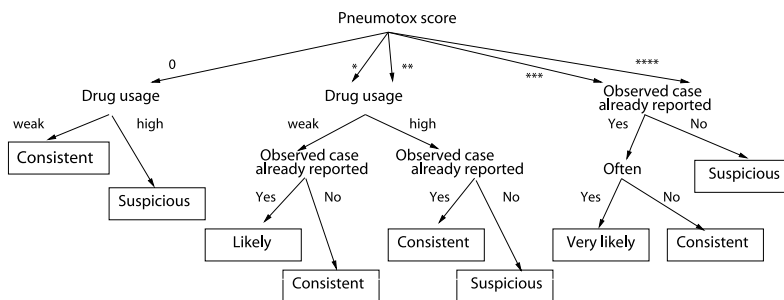 Pneumotox score
0
*
**
***
****
Drug usage
Drug usage
Observed case
already reported
weak
high
weak
high
Yes
No
Consistent
Observed case
already reported
Observed case
already reported
Often
Suspicious
Suspicious
Yes
No
Yes
No
Yes
No
Likely
Consistent
Very likely
Consistent
Consistent
Suspicious